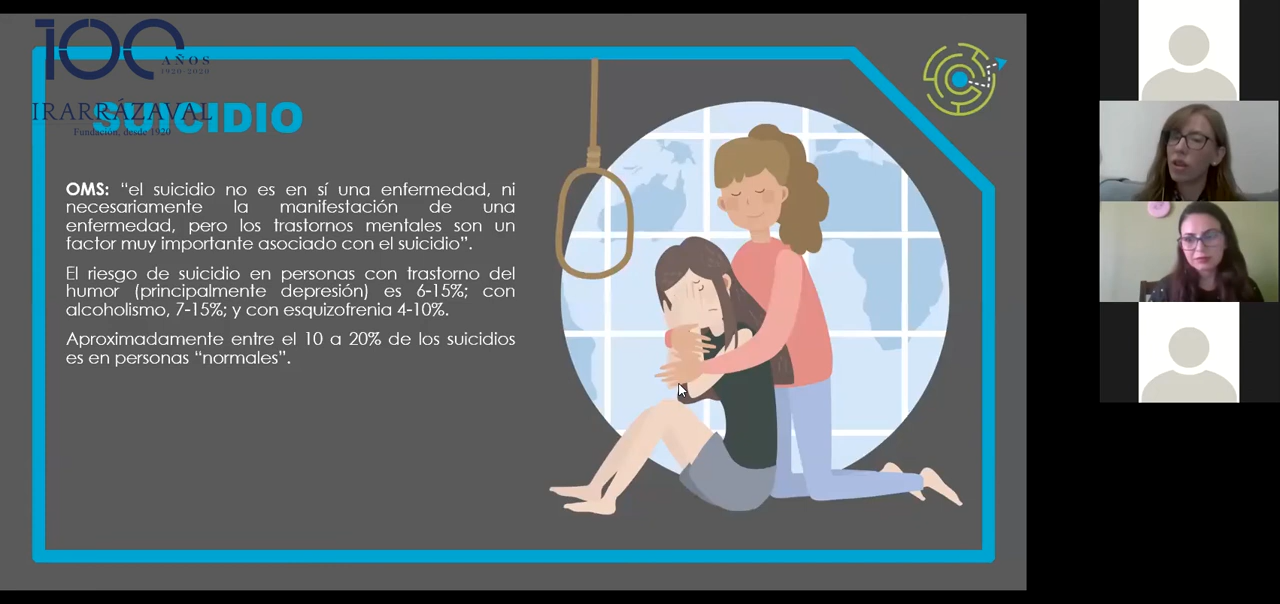 100
AÑOS
1920-2020
IRARRÁZAVAL
Fundación, desde 1920
SUICIDIO
OMS: “el suicidio no es en sí una enfermedad, ni
necesariamente la manifestación de una
enfermedad, pero los trastornos mentales son un
factor muy importante asociado con el suicidio”.
El riesgo de suicidio en personas con trastorno del
humor (principalmente depresión) es 6-15%; con
alcoholismo, 7-15%; y con esquizofrenia 4-10%.
Aproximadamente entre el 10 a 20% de los suicidios
es en personas “normales”.